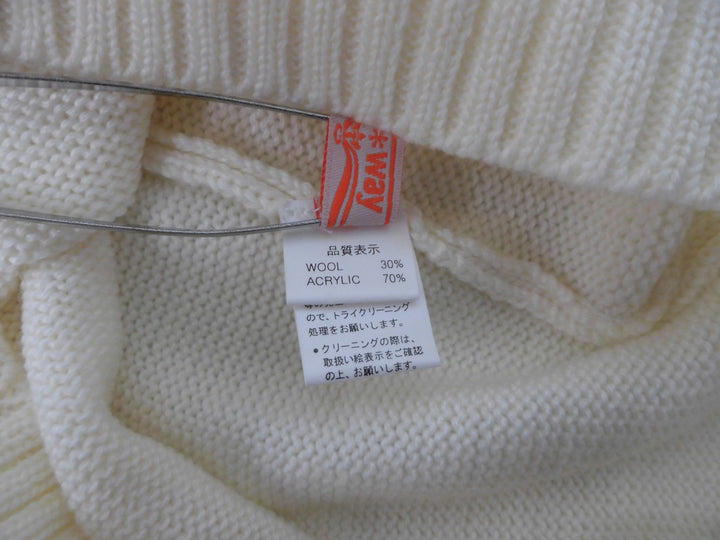 *way
品質表示
WOOL 30%
ACRYLIC 70%
ので、トライクリーニング
処理をお願いします。
●クリーニングの際は、
取扱い絵表示をご確認
の上、お願いします。